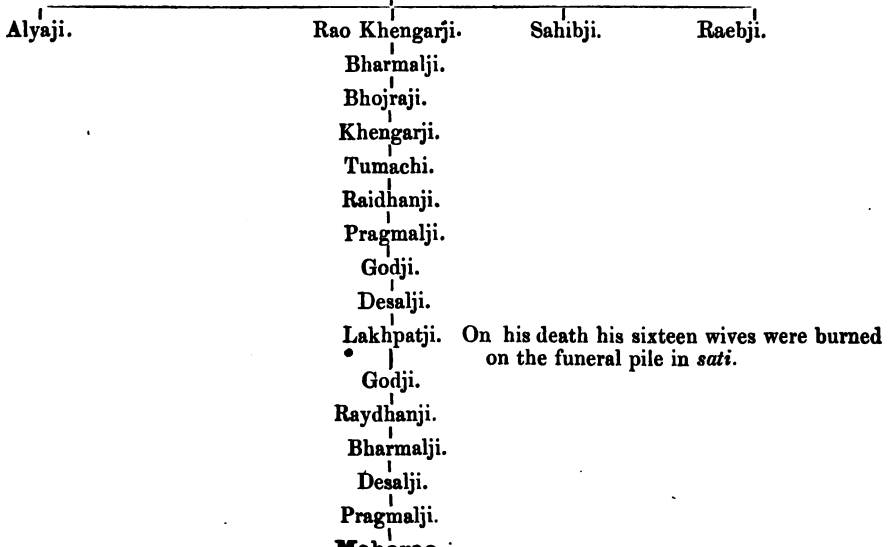 Alyaji. Rao Khengarji. Sahibji. Raebji.
Bharmalji.
Bhojraji.
Khengarji.
Tumachi.
Raidhanji.
Pragmalji.
Godji.
Desalji.
Lakhpatji. On his death his sixteen wives were burned
on the funeral pile in sati.
Godji.
Raydhanji.
Bharmalji.
Desalji.
Pragmalji.